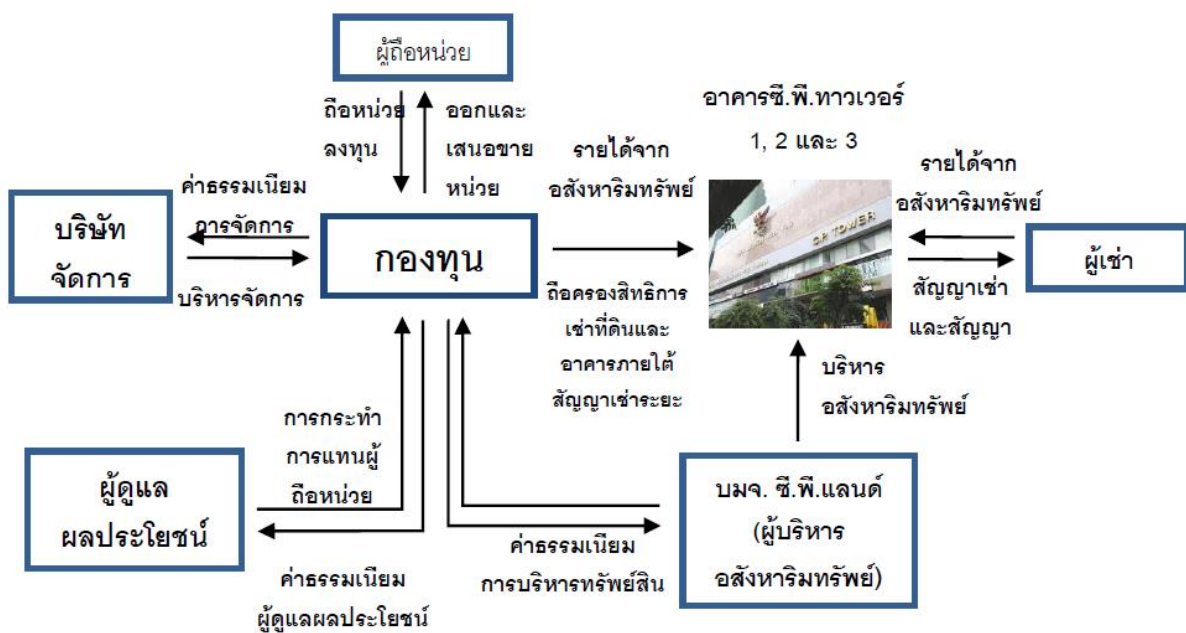 ผู้ถือหน่วย
ถือหน่วย
ลงทุน
ออกและ
เสนอขาย
หน่วย
อาคารซี.พี.ทาวเวอร์
1, 2 และ 3
รายได้จาก
อสังหาริมทรัพย์
รายได้จาก
อสังหาริมทรัพย์
ค่าธรรมเนียม
การจัดการ
บริษัท
จัดการ
บริหารจัดการ
กองทุน
C.P. TOWER
ผู้เช่า
สัญญาเช่า
และสัญญา
ถือครองสิทธิการ
เช่าที่ดินและ
อาคารภายใต้
สัญญาเช่าระยะ
บริหาร
อสังหาริมทรัพย์
การกระทำ
การแทนผู้
ถือหน่วย
ผู้ดูแล
ผลประโยชน์
ค่าธรรมเนียม
ผู้ดูแลผลประโยชน์
ค่าธรรมเนียม
การบริหารทรัพย์สิน
บมจ. ซี.พี.แลนด์
(ผู้บริหาร
อสังหาริมทรัพย์)